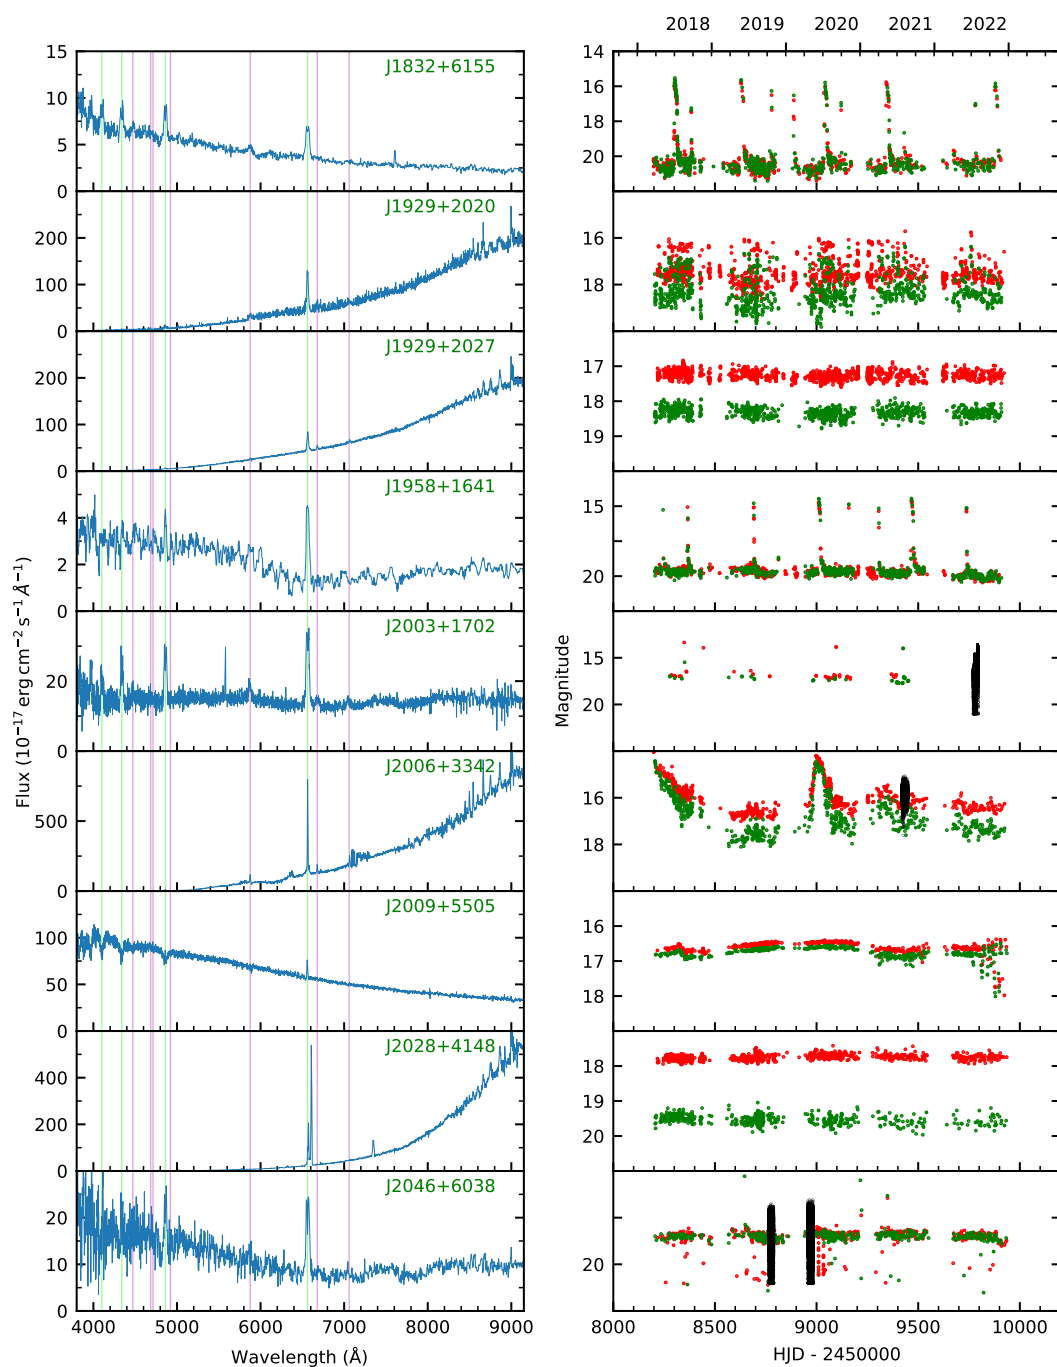 2018 2019 2020 2021 2022
15 10 5 0
J1832+6155
14 16 18 20
200 100 0
J1929+2020
16 18
200 100 0
J1929+2027
17 18 19
4 2 0
J1958+1641
15 20
20 0
J2003+1702
15 20
500 0
J2006+3342
16 18
100 50 0
J2009+5505
16 17 18
400 200 0
J2028+4148
18 19 20
20 10 0
J2046+6038
20
Flux (10⁻¹⁷ erg cm⁻² s⁻¹ Å⁻¹)
Magnitude
4000 5000 6000 7000 8000 9000
8000 8500 9000 9500 10000
Wavelength (Å)
HJD - 2450000